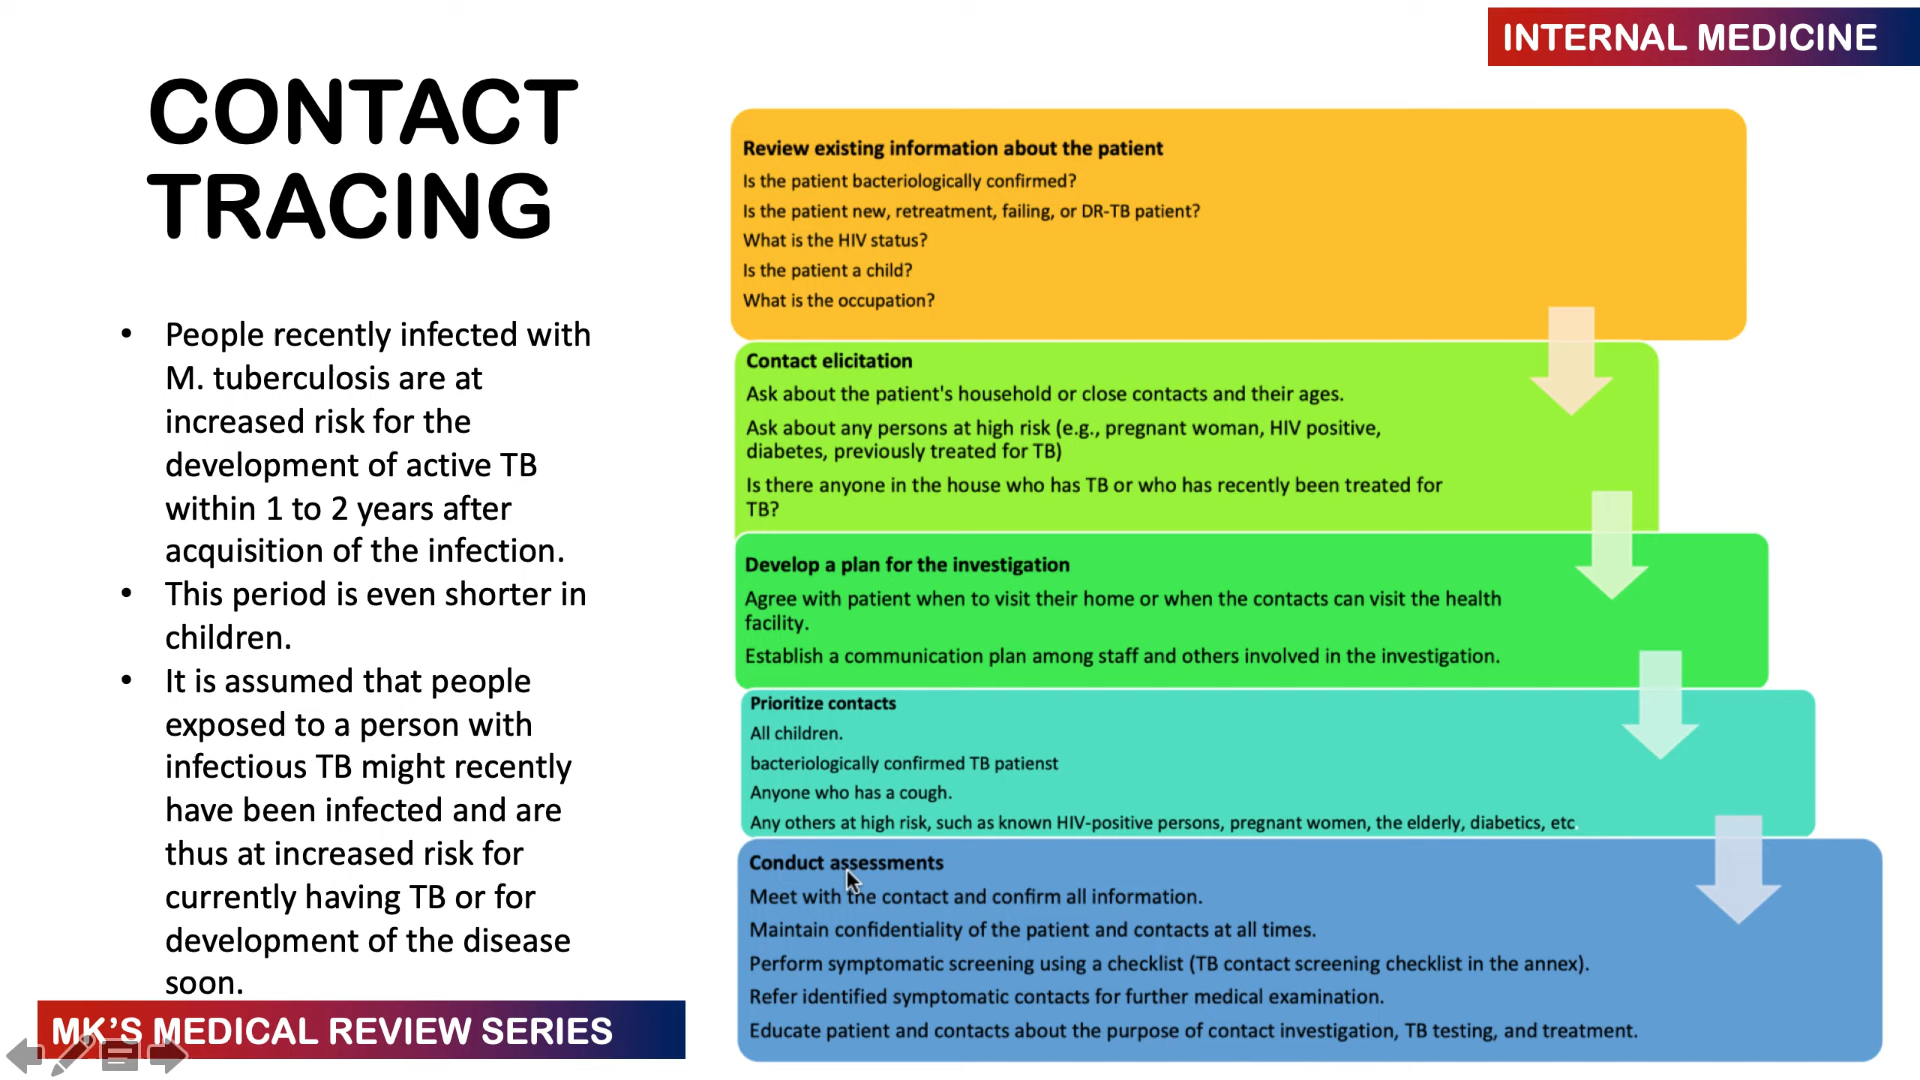 INTERNAL MEDICINE
CONTACT
TRACING
• People recently infected with
M. tuberculosis are at
increased risk for the
development of active TB
within 1 to 2 years after
acquisition of the infection.
• This period is even shorter in
children.
• It is assumed that people
exposed to a person with
infectious TB might recently
have been infected and are
thus at increased risk for
currently having TB or for
development of the disease
soon.
MK'S MEDICAL REVIEW SERIES
Review existing information about the patient
Is the patient bacteriologically confirmed?
Is the patient new, retreatment, failing, or DR-TB patient?
What is the HIV status?
Is the patient a child?
What is the occupation?
Contact elicitation
Ask about the patient's household or close contacts and their ages.
Ask about any persons at high risk (e.g., pregnant woman, HIV positive,
diabetes, previously treated for TB)
Is there anyone in the house who has TB or who has recently been treated for
TB?
Develop a plan for the investigation
Agree with patient when to visit their home or when the contacts can visit the health
facility.
Establish a communication plan among staff and others involved in the investigation.
Prioritize contacts
All children.
bacteriologically confirmed TB patienst
Anyone who has a cough.
Any others at high risk, such as known HIV-positive persons, pregnant women, the elderly, diabetics, etc.
Conduct assessments
Meet with the contact and confirm all information.
Maintain confidentiality of the patient and contacts at all times.
Perform symptomatic screening using a checklist (TB contact screening checklist in the annex).
Refer identified symptomatic contacts for further medical examination.
Educate patient and contacts about the purpose of contact investigation, TB testing, and treatment.